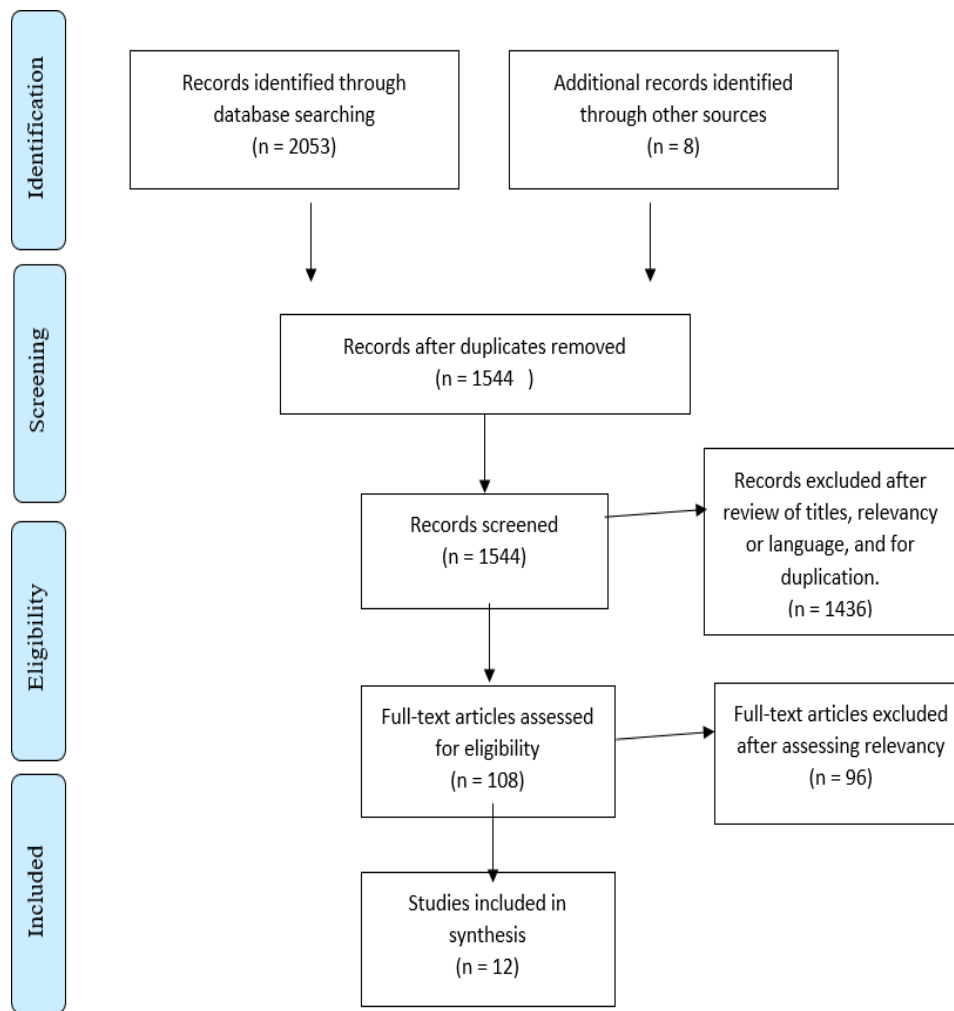 Identification
Records identified through
database searching
(n = 2053)
Additional records identified
through other sources
(n = 8)
Screening
Records after duplicates removed
(n = 1544   )
Records screened
(n = 1544)
Records excluded after
review of titles, relevancy
or language, and for
duplication.
(n = 1436)
Eligibility
Full-text articles assessed
for eligibility
(n = 108)
Full-text articles excluded
after assessing relevancy
(n = 96)
Included
Studies included in
synthesis
(n = 12)